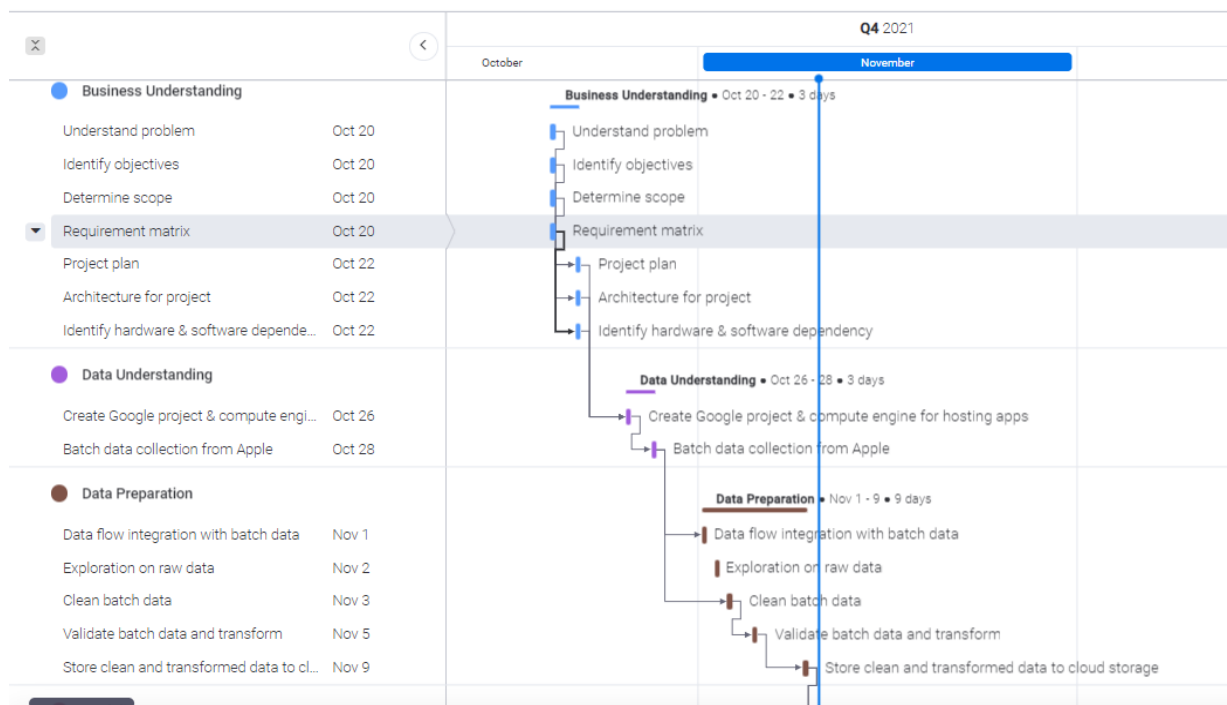 Q4 2021
October
November
Business Understanding
Business Understanding • Oct 20 - 22 • 3 days
Understand problem Oct 20
Understand problem
Identify objectives Oct 20
Identify objectives
Determine scope Oct 20
Determine scope
Requirement matrix Oct 20
Requirement matrix
Project plan Oct 22
Project plan
Architecture for project Oct 22
Architecture for project
Identify hardware & software depende... Oct 22
Identify hardware & software dependency
Data Understanding
Data Understanding • Oct 26 - 28 • 3 days
Create Google project & compute engi... Oct 26
Create Google project & compute engine for hosting apps
Batch data collection from Apple Oct 28
Batch data collection from Apple
Data Preparation
Data Preparation • Nov 1 - 9 • 9 days
Data flow integration with batch data Nov 1
Data flow integration with batch data
Exploration on raw data Nov 2
Exploration on raw data
Clean batch data Nov 3
Clean batch data
Validate batch data and transform Nov 5
Validate batch data and transform
Store clean and transformed data to cl... Nov 9
Store clean and transformed data to cloud storage